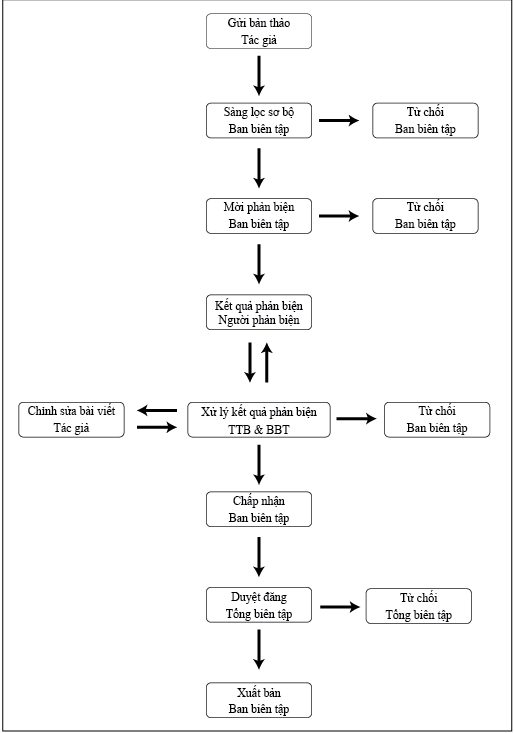 Gửi bản thảo
Tác giả
Sàng lọc sơ bộ
Ban biên tập
Từ chối
Ban biên tập
Mời phản biện
Ban biên tập
Từ chối
Ban biên tập
Kết quả phản biện
Người phản biện
Chỉnh sửa bài viết
Tác giả
Xử lý kết quả phản biện
TTB & BBT
Từ chối
Ban biên tập
Chấp nhận
Ban biên tập
Duyệt đăng
Tổng biên tập
Từ chối
Tổng biên tập
Xuất bản
Ban biên tập